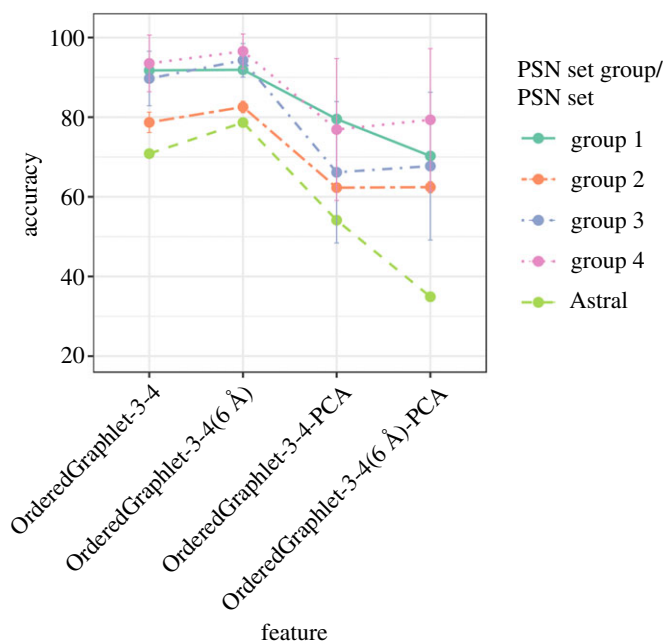 100
80
60
40
20
accuracy
OrderedGraphlet-3-4
OrderedGraphlet-3-4(6 Å)
OrderedGraphlet-3-4-PCA
OrderedGraphlet-3-4(6 Å)-PCA
feature
PSN set group/
PSN set
group 1
group 2
group 3
group 4
Astral